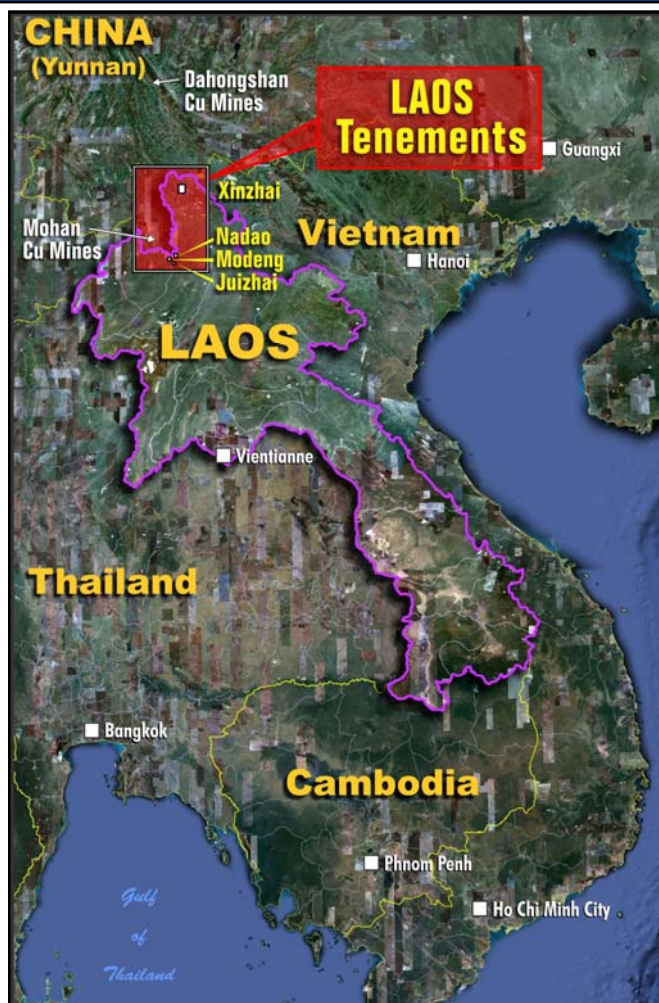 CHINA
(Yunnan)
Dahongshan
Cu Mines
LAOS
Tenements
Guangxi
Xinzhai
Mohan
Cu Mines
Nadao
Modeng
Juizhai
Vietnam
Hanoi
LAOS
Vientianne
Thailand
Bangkok
Cambodia
Phnom Penh
Ho Chi Minh City
Gulf
of
Thailand